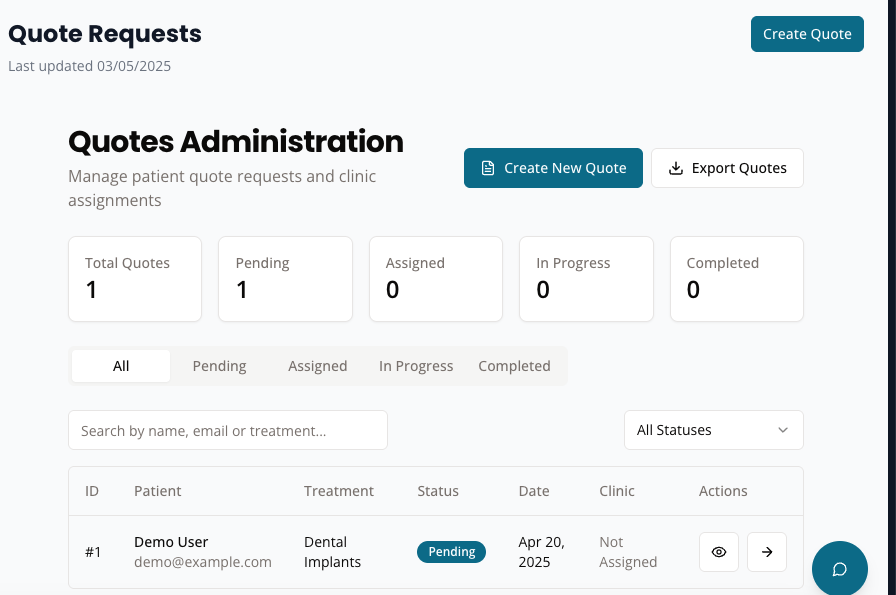 Quote Requests
Create Quote
Last updated 03/05/2025
Quotes Administration
Manage patient quote requests and clinic
assignments
Create New Quote
Export Quotes
Total Quotes
1
Pending
1
Assigned
0
In Progress
0
Completed
0
All
Pending
Assigned
In Progress
Completed
Search by name, email or treatment...
All Statuses
ID Patient Treatment Status Date Clinic Actions
#1
Demo User
demo@example.com
Dental
Implants
Pending
Apr 20,
2025
Not
Assigned